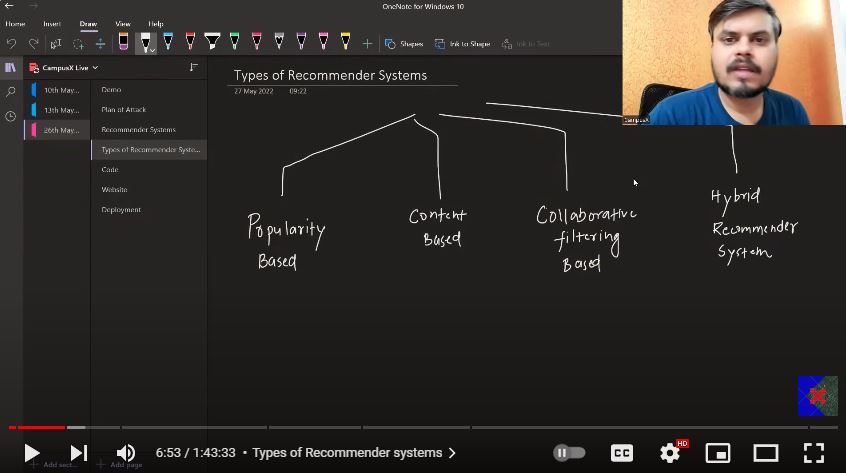 OneNote for Windows 10
Home Insert Draw View Help
Shapes Ink to Shape Ink to Text
CampusX Live
10th May...
13th May...
26th May...
Demo
Plan of Attack
Recommender Systems
Types of Recommender Syste...
Code
Website
Deployment
Types of Recommender Systems
27 May 2022 09:22
CampusX
Popularity
Based
Content
Based
Collaborative
filtering
Based
Hybrid
Recommender
System
Add sect... Add page
6:53 / 1:43:33 • Types of Recommender systems
CC
HD